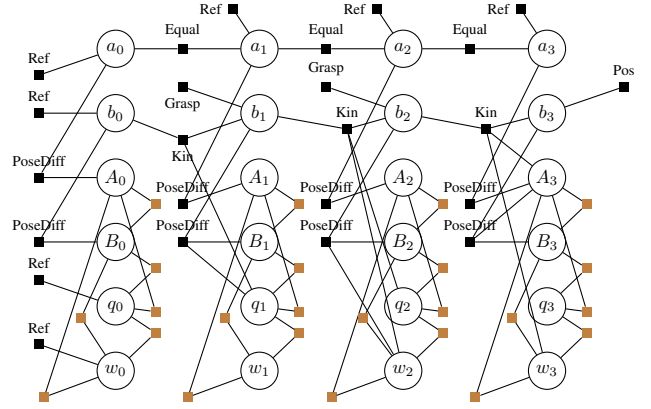 Ref Ref Ref
Equal Equal Equal
a₀ a₁ a₂ a₃
Ref Grasp Pos
Ref Grasp Kin Kin
b₀ b₁ b₂ b₃
Kin
PoseDiff PoseDiff PoseDiff PoseDiff
A₀ A₁ A₂ A₃
PoseDiff PoseDiff PoseDiff PoseDiff
B₀ B₁ B₂ B₃
Ref
q₀ q₁ q₂ q₃
Ref
w₀ w₁ w₂ w₃